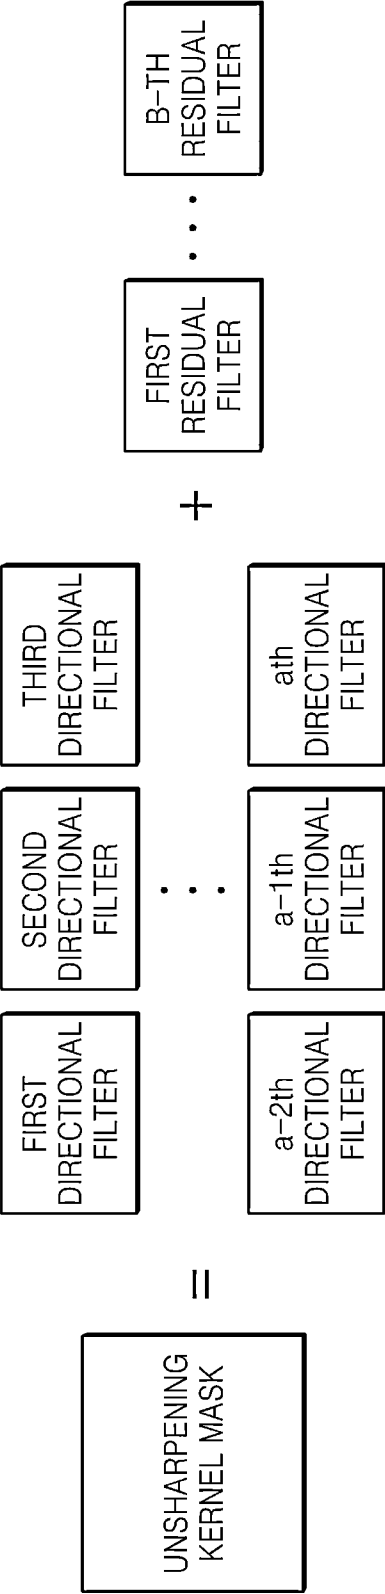 UNSHARPENING
KERNEL MASK
=
FIRST
DIRECTIONAL
FILTER
SECOND
DIRECTIONAL
FILTER
THIRD
DIRECTIONAL
FILTER
...
a-2th
DIRECTIONAL
FILTER
a-1th
DIRECTIONAL
FILTER
ath
DIRECTIONAL
FILTER
+
FIRST
RESIDUAL
FILTER
...
B-TH
RESIDUAL
FILTER